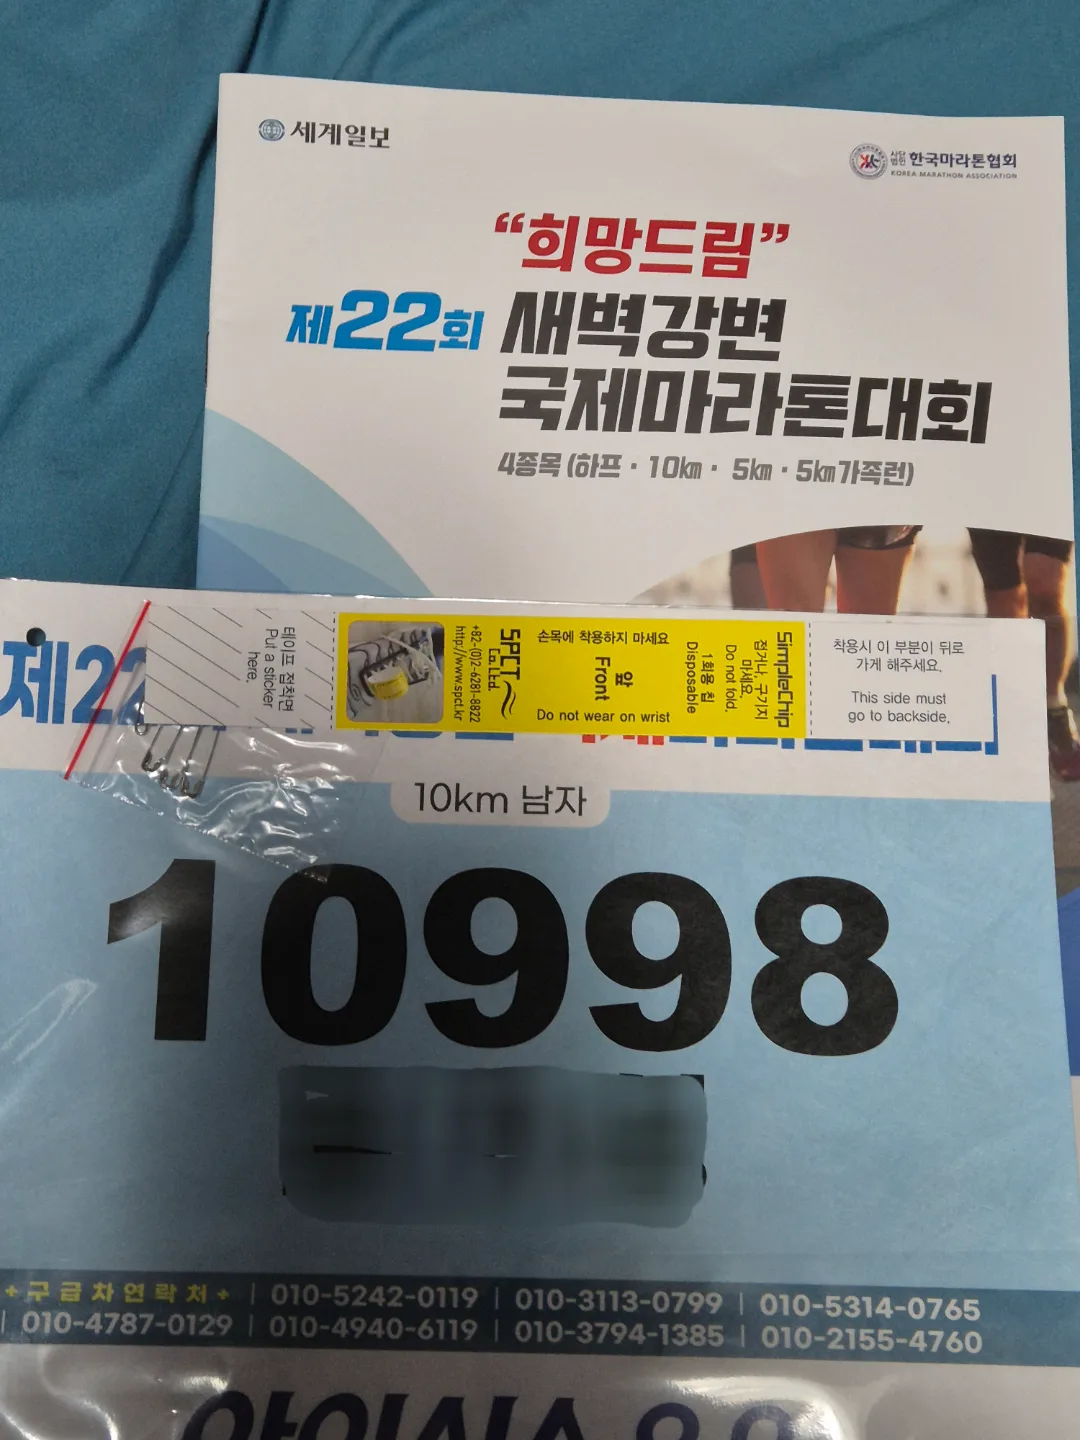 세계일보
사단법인 한국마라톤협회
KOREA MARATHON ASSOCIATION
“희망드림”
제22회 새벽강변
국제마라톤대회
4종목 (하프 · 10km · 5km · 5km가족런)
제22
테이프 접착면
Put a sticker
here.
SPCT
Co.Ltd
+82-(0)2-6281-8822
http://www.spct.kr
손목에 착용하지 마세요
앞
Front
Do not wear on wrist
1회용 칩
Disposable
SimpleChip
접거나, 구기지
마세요.
Do not fold.
착용시 이 부분이 뒤로
가게 해주세요.
This side must
go to backside.
10km 남자
10998
+구급차연락처+ | 010-5242-0119 | 010-3113-0799 | 010-5314-0765
| 010-4787-0129 | 010-4940-6119 | 010-3794-1385 | 010-2155-4760